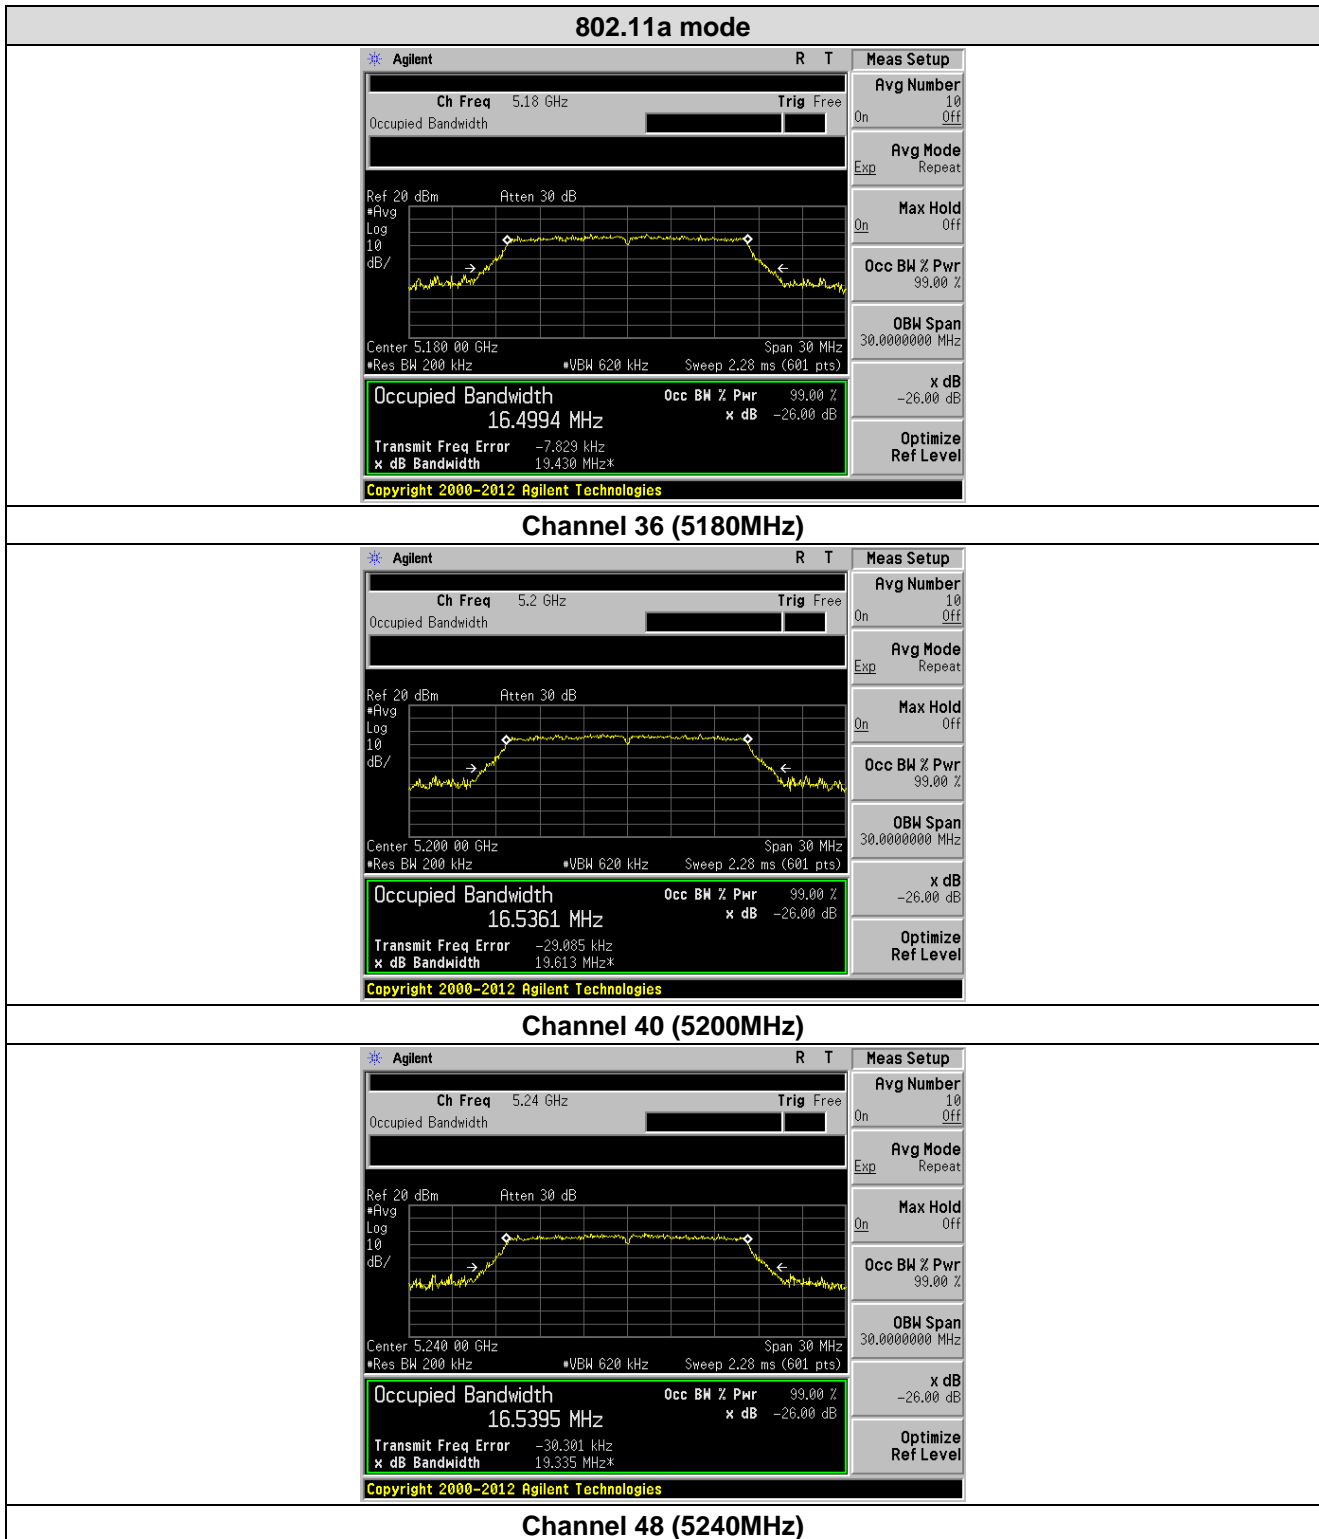 802.11a mode
Agilent R T Meas Setup
Avg Number
10
On Off
Ch Freq 5.18 GHz Trig Free
Occupied Bandwidth
Avg Mode
Exp Repeat
Ref 20 dBm Atten 30 dB
#Avg
Log
10
dB/
Max Hold
On Off
Occ BW % Pwr
99.00 %
OBW Span
30.0000000 MHz
Center 5.180 00 GHz Span 30 MHz
#Res BW 200 kHz #VBW 620 kHz Sweep 2.28 ms (601 pts)
x dB
-26.00 dB
Occupied Bandwidth Occ BW % Pwr 99.00 %
16.4994 MHz x dB -26.00 dB
Transmit Freq Error -7.829 kHz
x dB Bandwidth 19.430 MHz*
Optimize
Ref Level
Copyright 2000-2012 Agilent Technologies
Channel 36 (5180MHz)
Agilent R T Meas Setup
Avg Number
10
On Off
Ch Freq 5.2 GHz Trig Free
Occupied Bandwidth
Avg Mode
Exp Repeat
Ref 20 dBm Atten 30 dB
#Avg
Log
10
dB/
Max Hold
On Off
Occ BW % Pwr
99.00 %
OBW Span
30.0000000 MHz
Center 5.200 00 GHz Span 30 MHz
#Res BW 200 kHz #VBW 620 kHz Sweep 2.28 ms (601 pts)
x dB
-26.00 dB
Occupied Bandwidth Occ BW % Pwr 99.00 %
16.5361 MHz x dB -26.00 dB
Transmit Freq Error -29.085 kHz
x dB Bandwidth 19.613 MHz*
Optimize
Ref Level
Copyright 2000-2012 Agilent Technologies
Channel 40 (5200MHz)
Agilent R T Meas Setup
Avg Number
10
On Off
Ch Freq 5.24 GHz Trig Free
Occupied Bandwidth
Avg Mode
Exp Repeat
Ref 20 dBm Atten 30 dB
#Avg
Log
10
dB/
Max Hold
On Off
Occ BW % Pwr
99.00 %
OBW Span
30.0000000 MHz
Center 5.240 00 GHz Span 30 MHz
#Res BW 200 kHz #VBW 620 kHz Sweep 2.28 ms (601 pts)
x dB
-26.00 dB
Occupied Bandwidth Occ BW % Pwr 99.00 %
16.5395 MHz x dB -26.00 dB
Transmit Freq Error -30.301 kHz
x dB Bandwidth 19.335 MHz*
Optimize
Ref Level
Copyright 2000-2012 Agilent Technologies
Channel 48 (5240MHz)